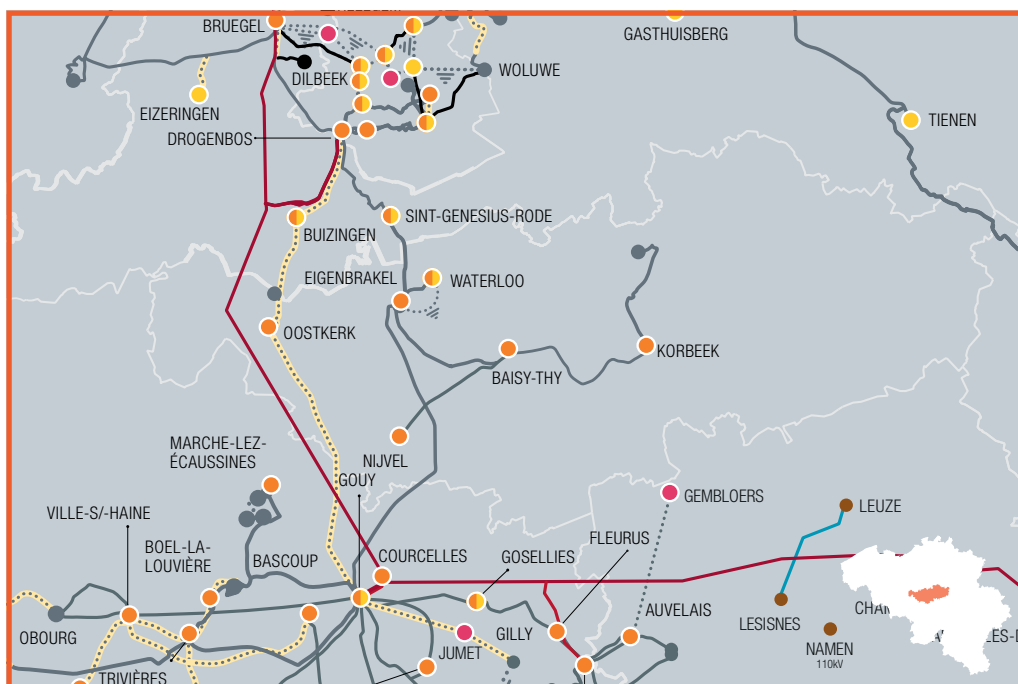 BRUEGEL
GASTHUISBERG
DILBEEK
WOLUWE
EIZERINGEN
TIENEN
DROGENBOS
SINT-GENESIUS-RODE
BUIZINGEN
EIGENBRAKEL
WATERLOO
OOSTKERK
KORBEEK
BAISY-THY
MARCHE-LEZ-
ÉCAUSSINES
NIJVEL
GOUY
GEMBLOERS
LEUZE
VILLE-S/-HAINE
FLEURUS
BOEL-LA-
LOUVIÈRE
BASCOUP
COURCELLES
GOSELLIES
AUVELAIS
LESISNES
OBOURG
GILLY
JUMET
NAMEN
110kV
TRIVIÈRES